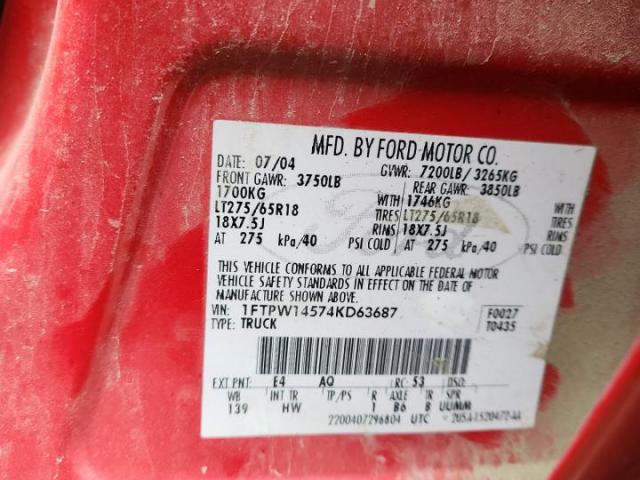 MFD. BY FORD MOTOR CO.
DATE: 07/04 GVWR: 7200LB/ 3265KG
FRONT GAWR: 3750LB REAR GAWR: 3850LB
1700KG WITH 1746KG WITH
LT275/65R18 TIRES LT275/65R18 TIRES
18X7.5J RIMS 18X7.5J RIMS
AT 275 kPa/40 PSI COLD AT 275 kPa/40 PSI COLD
THIS VEHICLE CONFORMS TO ALL APPLICABLE FEDERAL MOTOR
VEHICLE SAFETY STANDARDS IN EFFECT ON THE DATE OF
MANUFACTURE SHOWN ABOVE.
VIN: 1FTPW14574KD63687 F0027
TYPE: TRUCK T0435
EXT PNT: E4 AQ RC: 53 DSO:
WB INT TR TP/PS R AX TR SPR
139 HW 1 B6 B UUMM
2200407296804 UTC